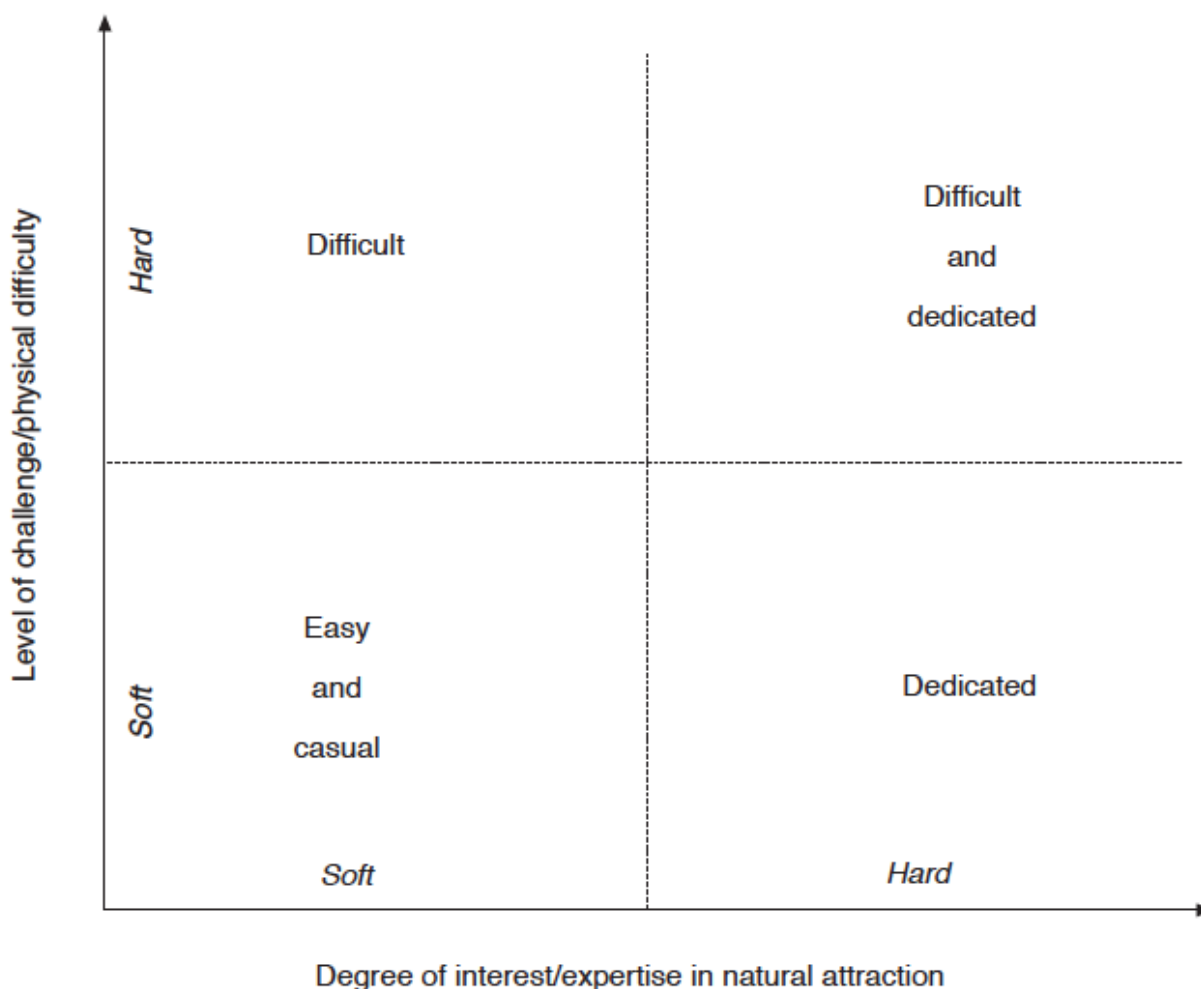 Level of challenge/physical difficulty
Hard
Soft
Difficult
Difficult
and
dedicated
Easy
and
casual
Dedicated
Soft
Hard
Degree of interest/expertise in natural attraction